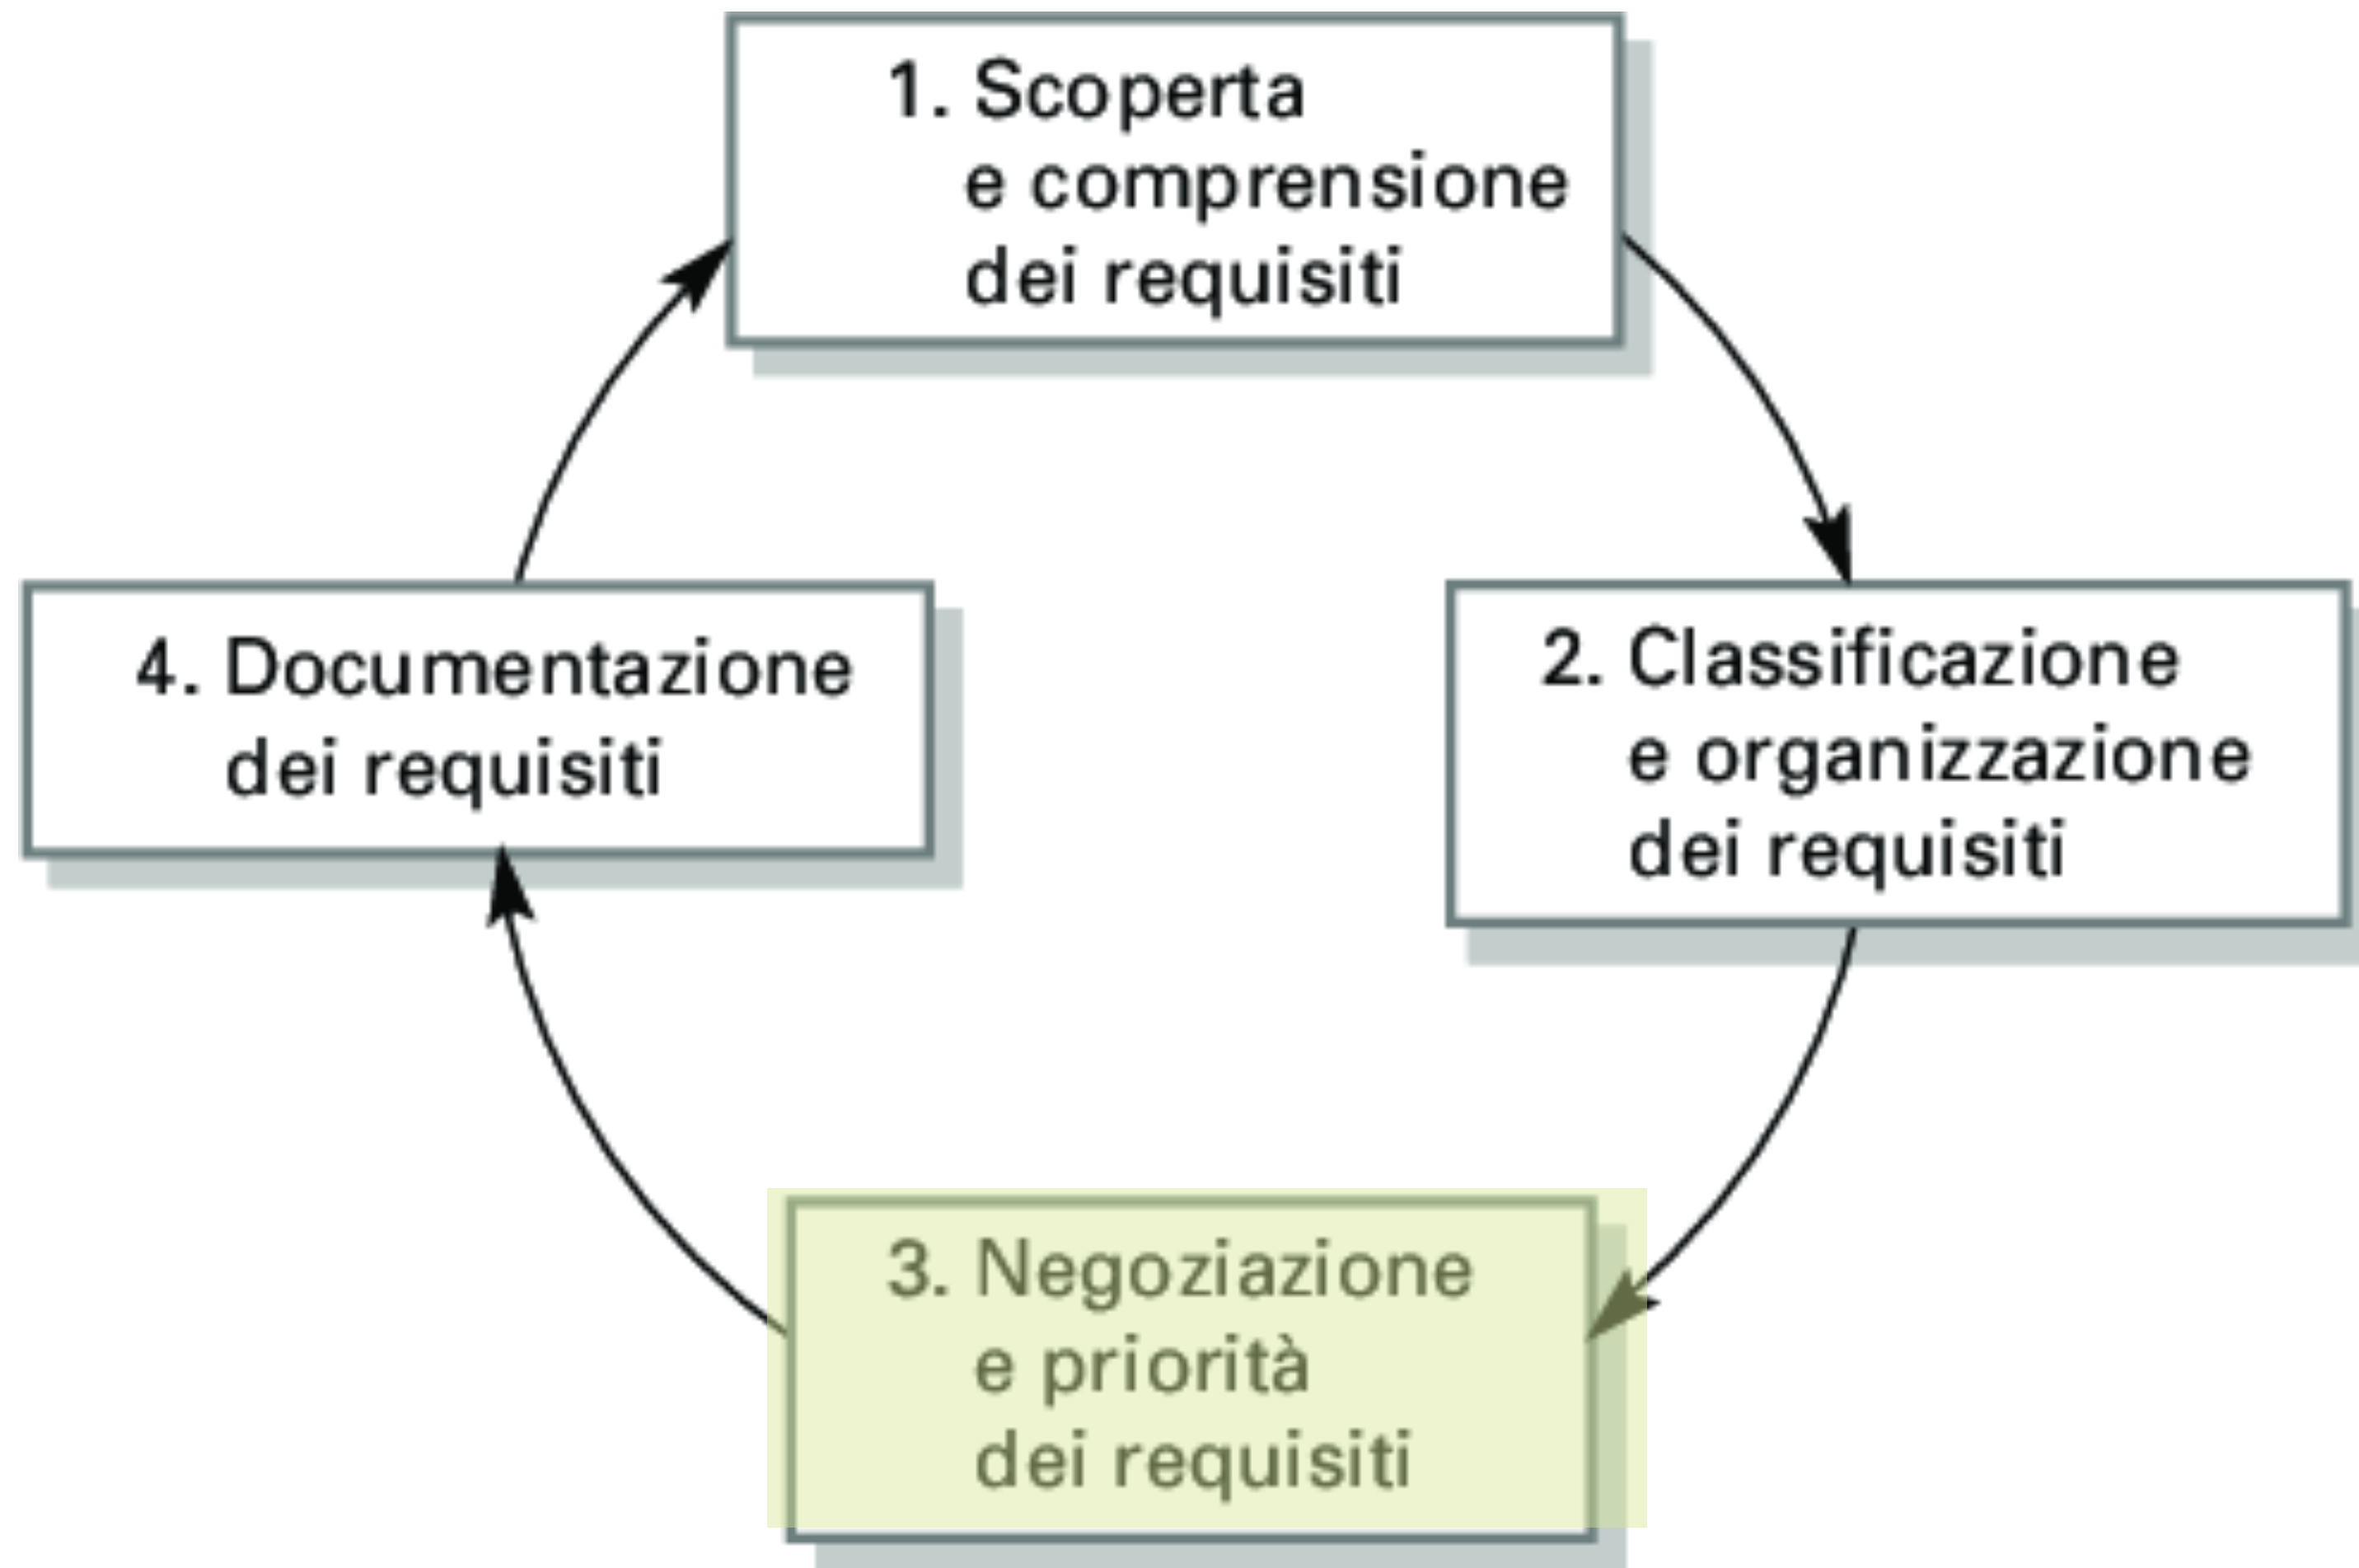 1. Scoperta
e comprensione
dei requisiti
2. Classificazione
e organizzazione
dei requisiti
3. Negoziazione
e priorità
dei requisiti
4. Documentazione
dei requisiti